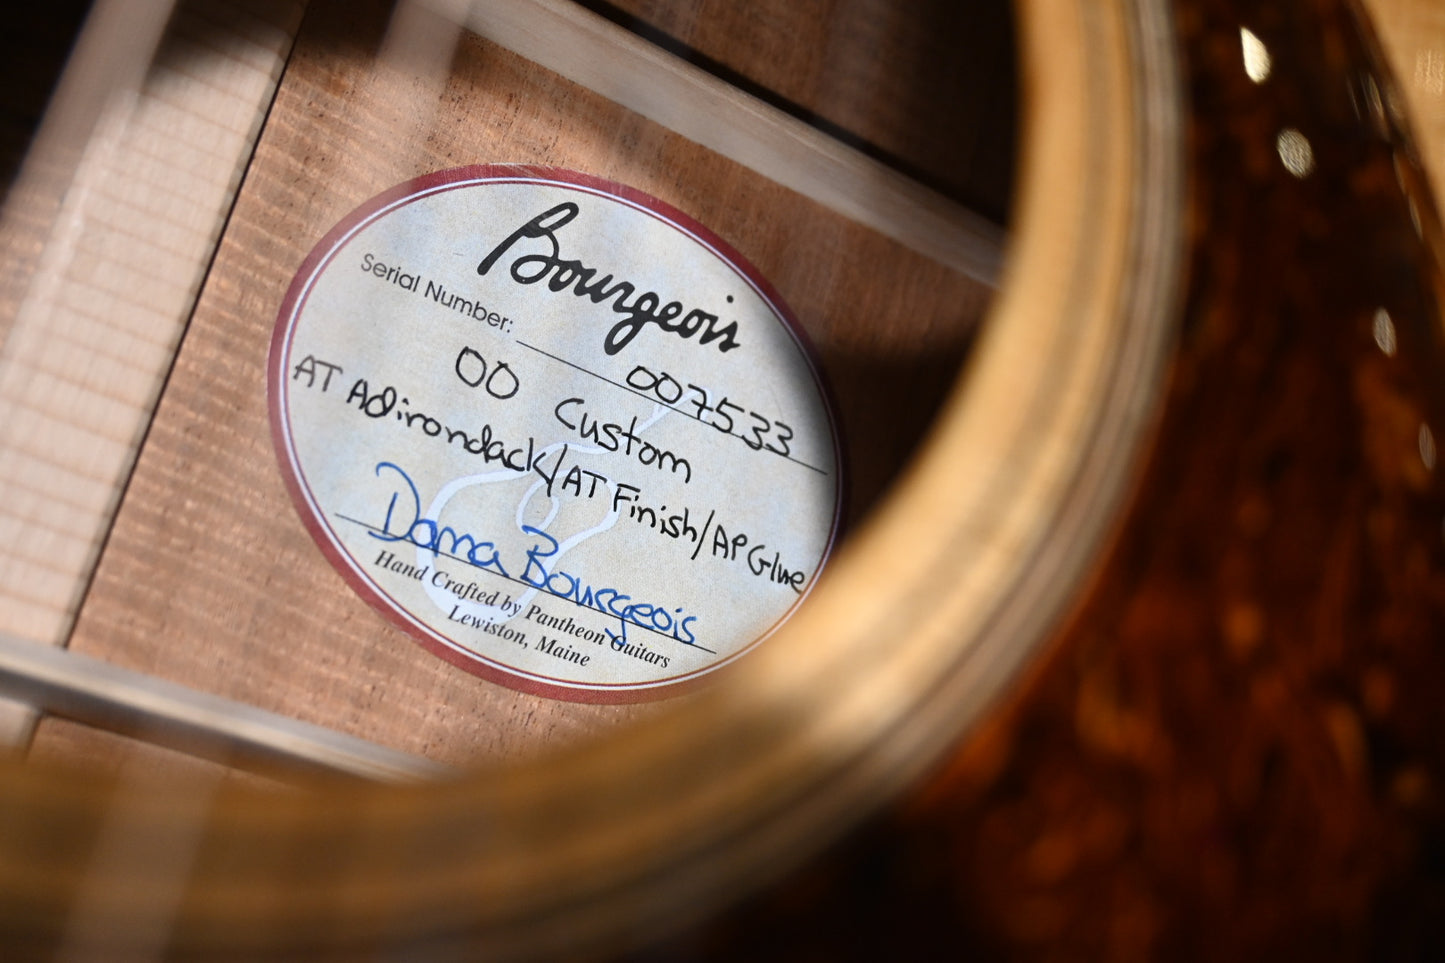 Bourgeois
Serial Number: 007533
00 Custom
AT Adirondack/AT Finish/AP Glue
Dana Bourgeois
Hand Crafted by Pantheon Guitars
Lewiston, Maine